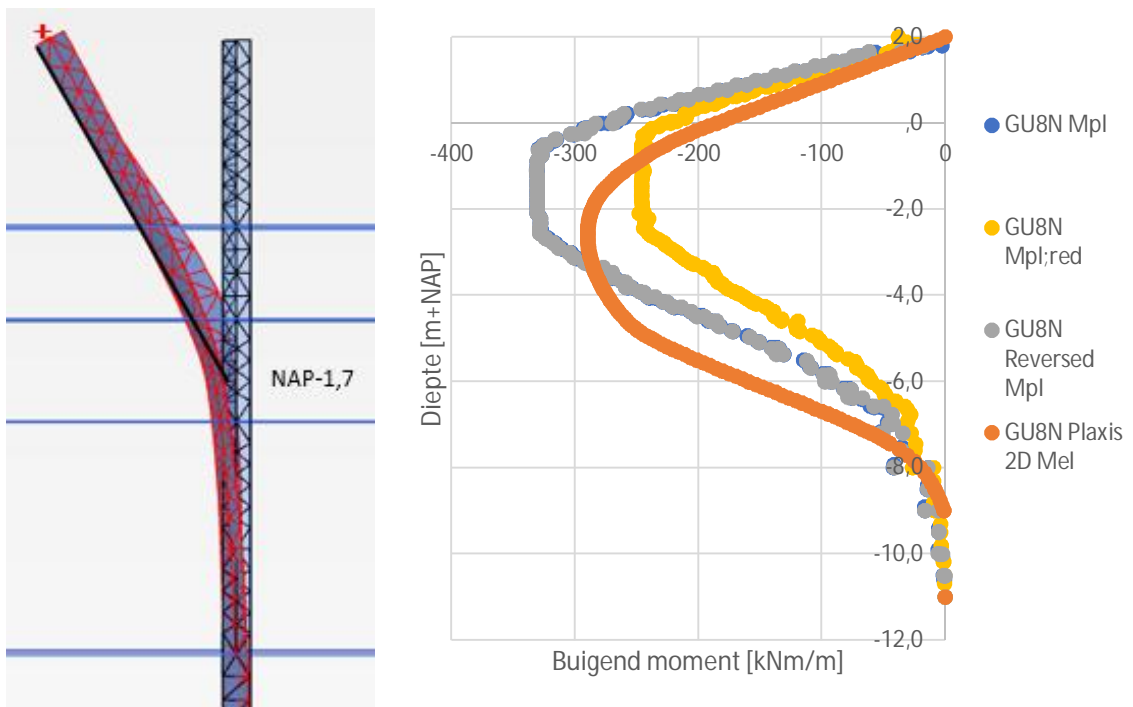 NAP-1,7
2,0
,0
-400
-300
-200
-100
0
-2,0
-4,0
-6,0
-8,0
-10,0
-12,0
Diepte [m+NAP]
Buigend moment [kNm/m]
GU8N Mpl
GU8N
Mpl;red
GU8N
Reversed
Mpl
GU8N Plaxis
2D Mel